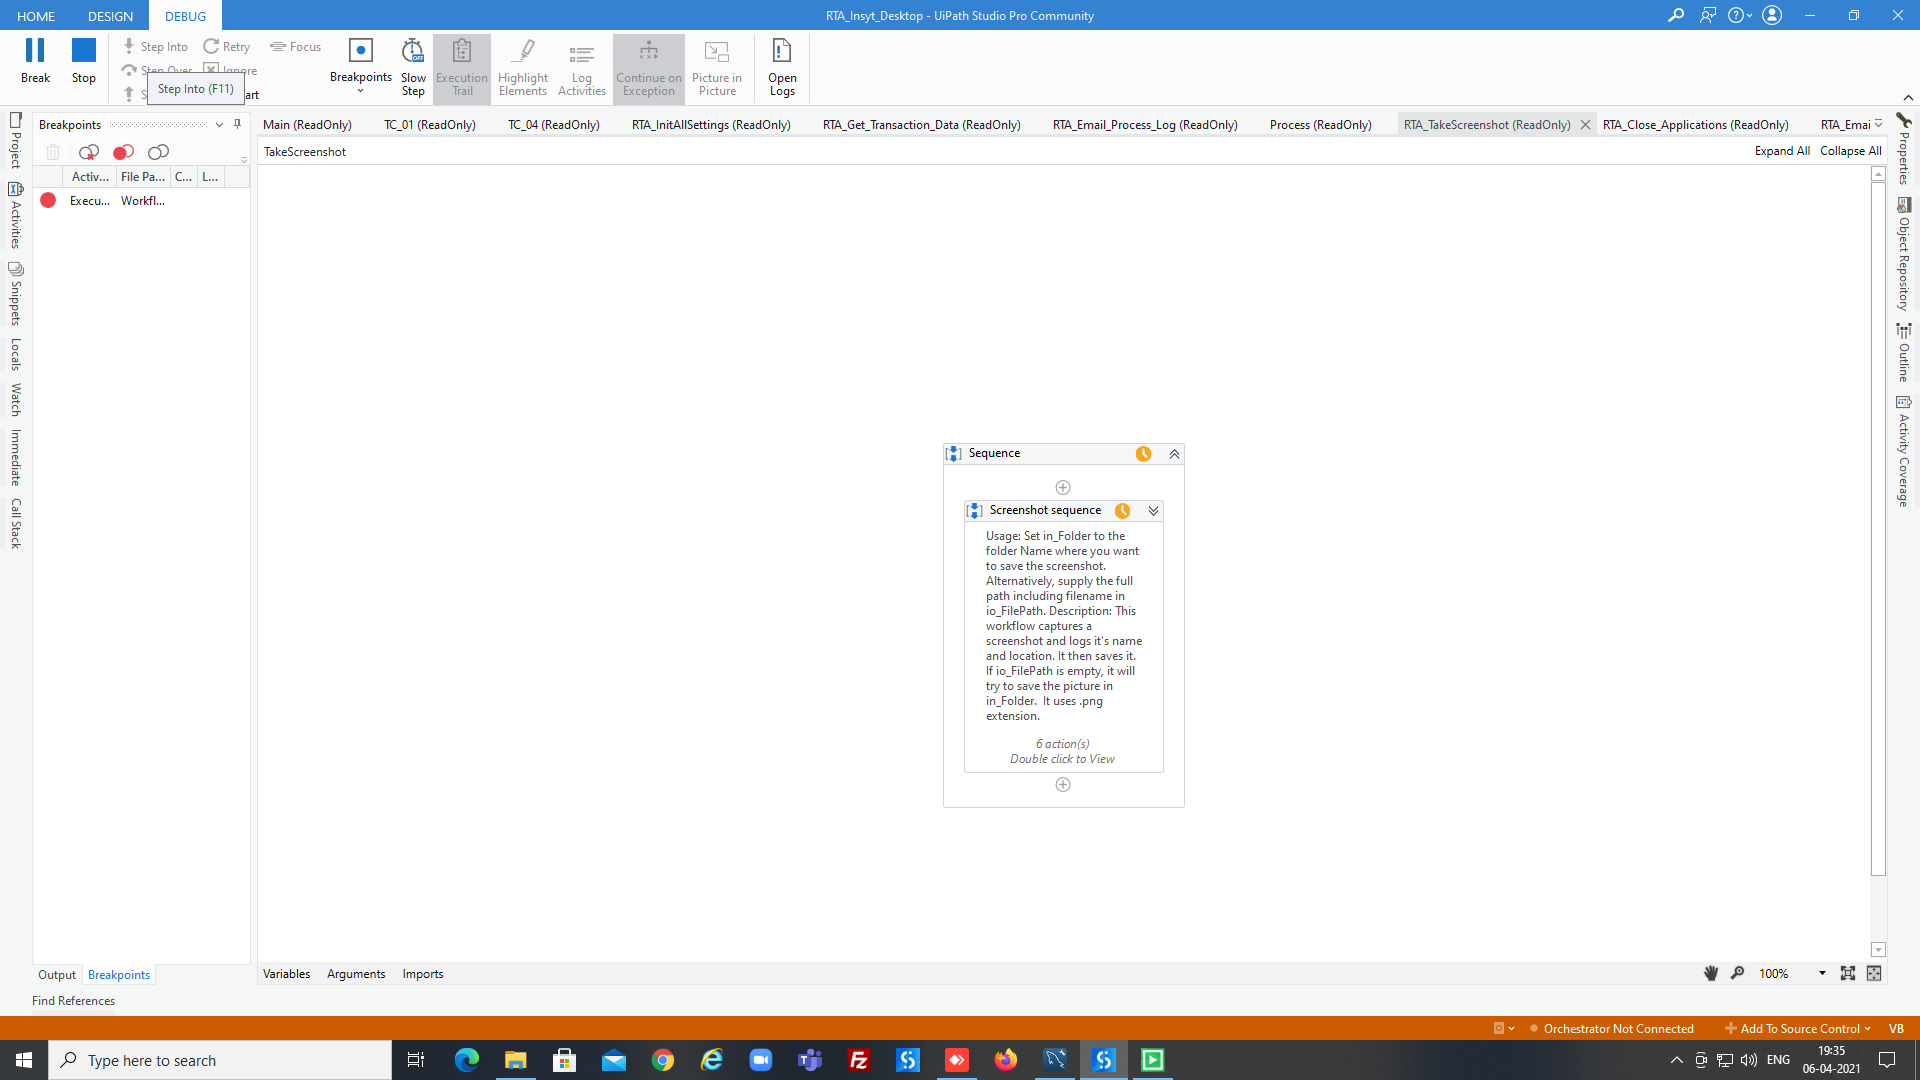 HOME DESIGN DEBUG
RTA_Insyt_Desktop - UiPath Studio Pro Community
Break
Stop
Step Into
Retry
Focus
Step Over
Ignore
Step Into (F11)
Breakpoints
Slow Step
Execution Trail
Highlight Elements
Log Activities
Continue on Exception
Picture in Picture
Open Logs
Project
Activities
Snippets
Locals
Watch
Immediate
Call Stack
Breakpoints
Activ... File Pa... C... L...
Execu... Workfl...
Main (ReadOnly) TC_01 (ReadOnly) TC_04 (ReadOnly) RTA_InitAllSettings (ReadOnly) RTA_Get_Transaction_Data (ReadOnly) RTA_Email_Process_Log (ReadOnly) Process (ReadOnly) RTA_TakeScreenshot (ReadOnly) RTA_Close_Applications (ReadOnly) RTA_Emai
TakeScreenshot
Expand All Collapse All
Sequence
Screenshot sequence
Usage: Set in_Folder to the
folder Name where you want
to save the screenshot.
Alternatively, supply the full
path including filename in
io_FilePath. Description: This
workflow captures a
screenshot and logs it's name
and location. It then saves it.
If io_FilePath is empty, it will
try to save the picture in
in_Folder.  It uses .png
extension.
6 action(s)
Double click to View
Properties
Object Repository
Outline
Activity Coverage
Output Breakpoints
Variables Arguments Imports
100%
Find References
Orchestrator Not Connected
Add To Source Control
VB
Type here to search
ENG
19:35
06-04-2021